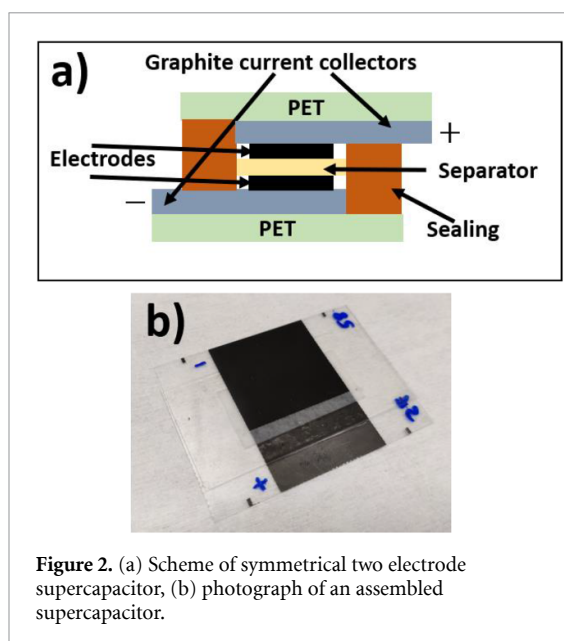 a)
Graphite current collectors
PET
+
Electrodes
Separator
−
Sealing
PET
b)
Figure 2. (a) Scheme of symmetrical two electrode
supercapacitor, (b) photograph of an assembled
supercapacitor.